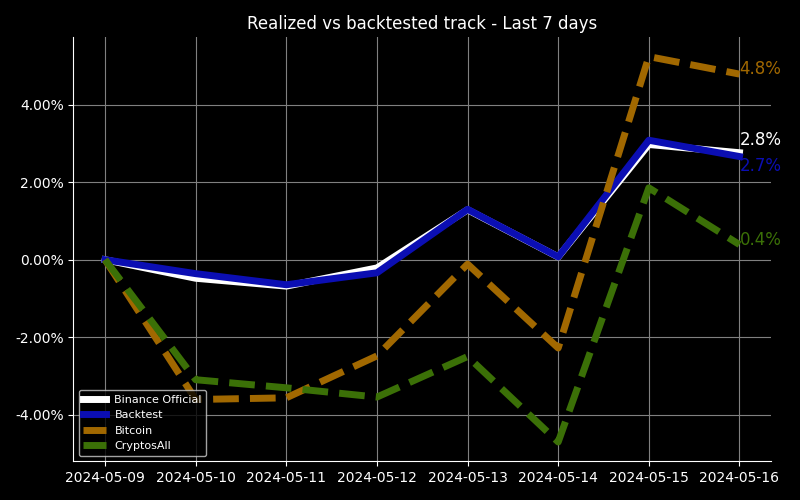 Realized vs backtested track - Last 7 days
4.00%
2.00%
0.00%
-2.00%
-4.00%
4.8%
2.8%
2.7%
0.4%
Binance Official
Backtest
Bitcoin
CryptosAll
2024-05-09 2024-05-10 2024-05-11 2024-05-12 2024-05-13 2024-05-14 2024-05-15 2024-05-16